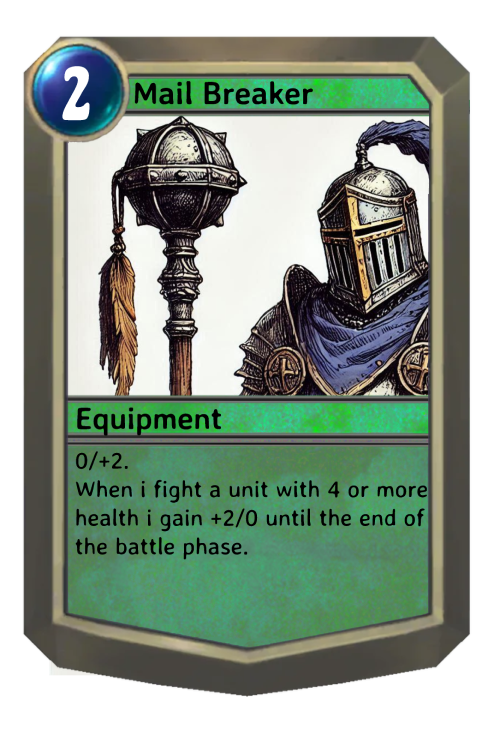 2
Mail Breaker
Equipment
0/+2.
When i fight a unit with 4 or more
health i gain +2/0 until the end of
the battle phase.